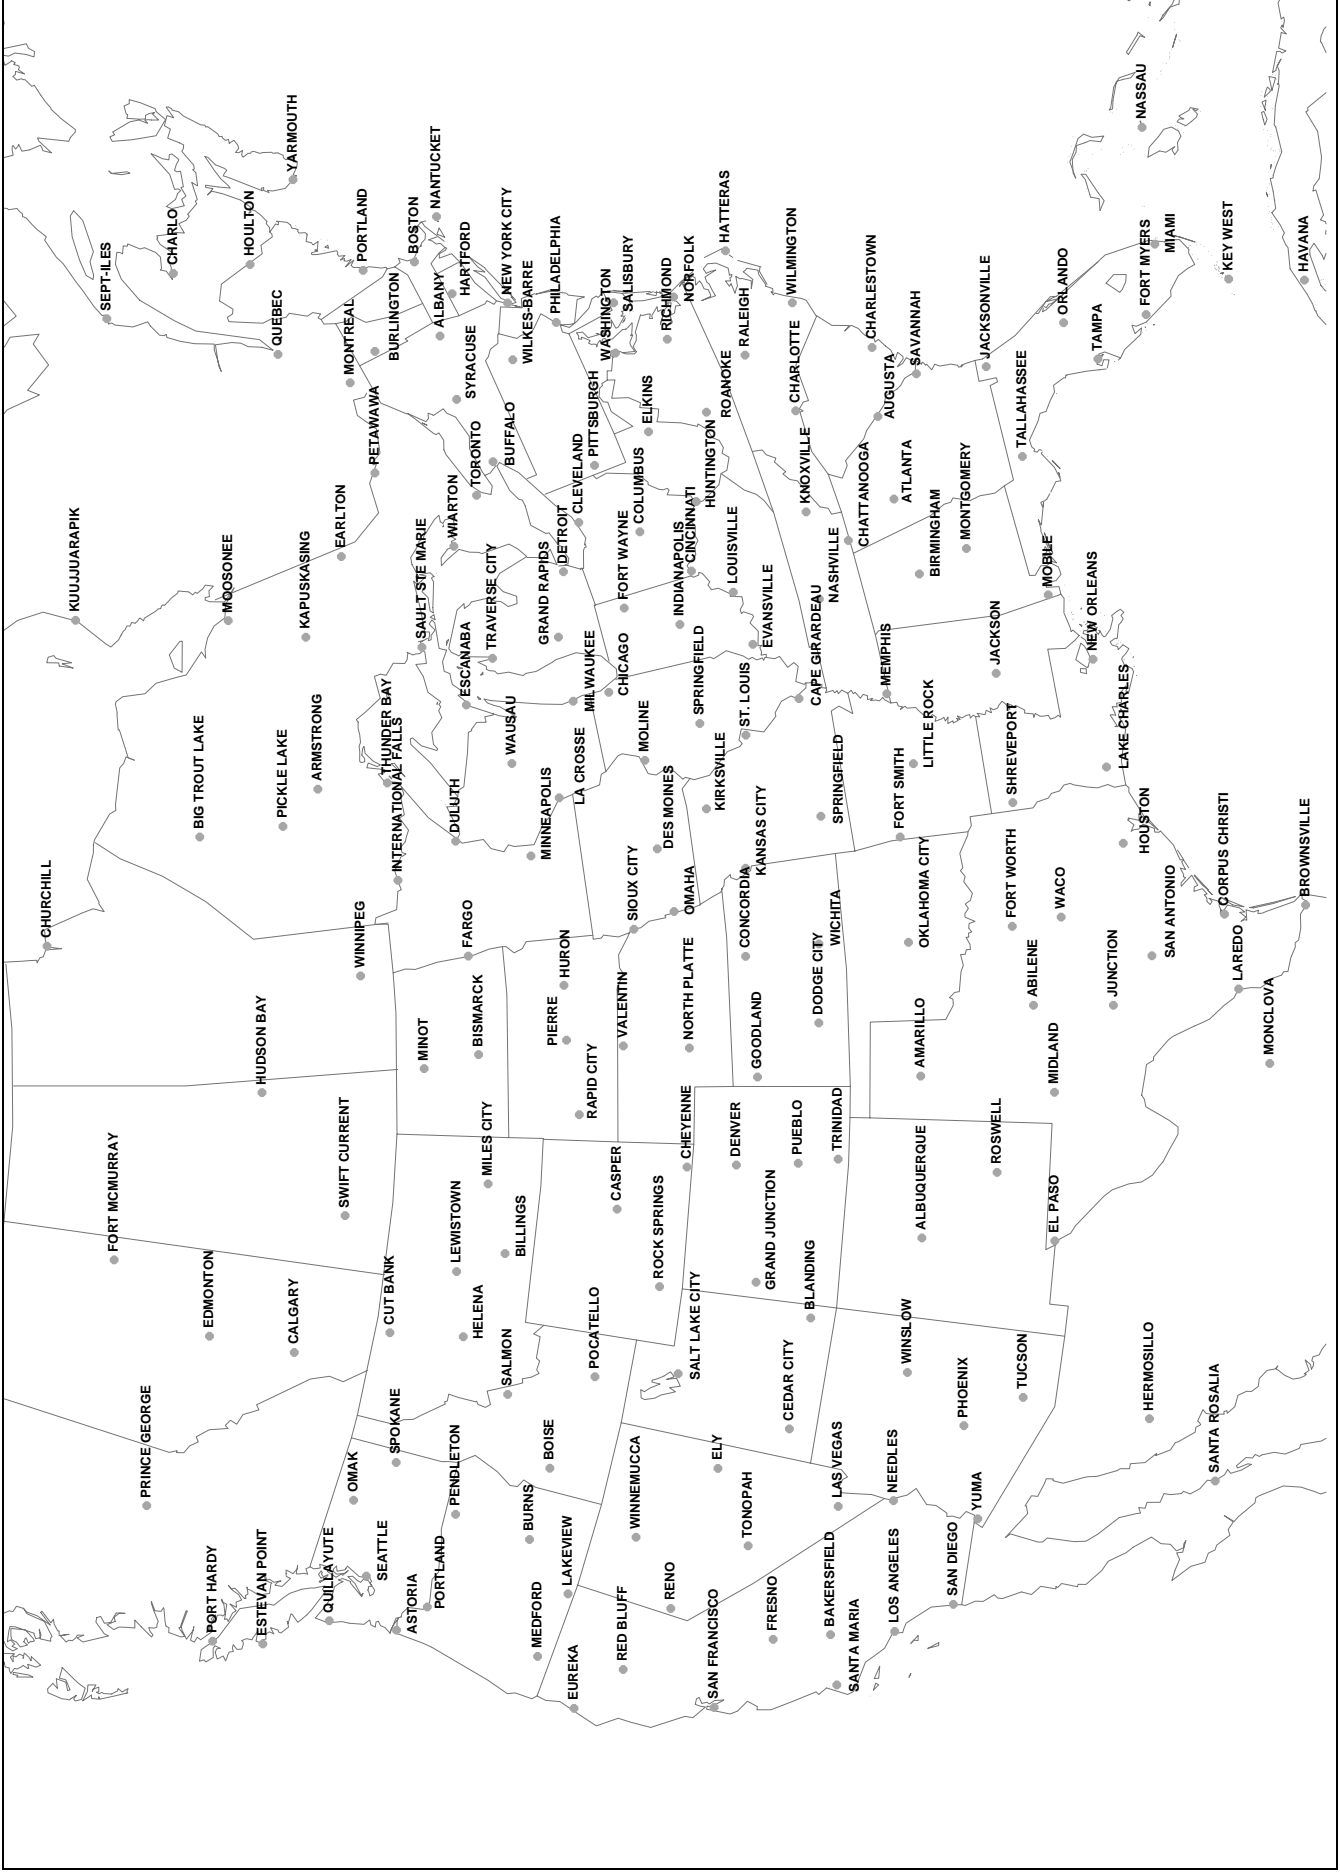 KUUJJUARAPIK
SEPT-ILES
CHARLO
HOULTON
YARMOUTH
QUEBEC
MONTREAL
PORTLAND
BURLINGTON
BOSTON
NANTUCKET
ALBANY
HARTFORD
SYRACUSE
NEW YORK CITY
WILKES-BARRE
PHILADELPHIA
PETAWAWA
TORONTO
BUFFALO
WIARTON
EARLTON
MOOSONEE
KAPUSKASING
SAULT STE MARIE
TRAVERSE CITY
ESCANABA
GRAND RAPIDS
DETROIT
CLEVELAND
PITTSBURGH
WASHINGTON
SALISBURY
RICHMOND
NORFOLK
HATTERAS
ELKINS
COLUMBUS
FORT WAYNE
HUNTINGTON
ROANOKE
RALEIGH
WILMINGTON
CHARLOTTE
CINCINNATI
INDIANAPOLIS
LOUISVILLE
EVANSVILLE
KNOXVILLE
NASHVILLE
CHATTANOOGA
ATLANTA
AUGUSTA
CHARLESTOWN
SAVANNAH
JACKSONVILLE
BIRMINGHAM
MONTGOMERY
TALLAHASSEE
ORLANDO
TAMPA
FORT MYERS
MIAMI
KEY WEST
NASSAU
HAVANA
CHURCHILL
BIG TROUT LAKE
PICKLE LAKE
ARMSTRONG
THUNDER BAY
INTERNATIONAL FALLS
DULUTH
WAUSAU
MINNEAPOLIS
LA CROSSE
MILWAUKEE
CHICAGO
MOLINE
SPRINGFIELD
ST. LOUIS
KIRKSVILLE
DES MOINES
CAPE GIRARDEAU
MEMPHIS
LITTLE ROCK
JACKSON
MOBILE
NEW ORLEANS
LAKE CHARLES
SHREVEPORT
FORT SMITH
SPRINGFIELD
KANSAS CITY
SIOUX CITY
OMAHA
CONCORDIA
WICHITA
OKLAHOMA CITY
FORT WORTH
WACO
HOUSTON
SAN ANTONIO
CORPUS CHRISTI
BROWNSVILLE
WINNIPEG
FARGO
HURON
BISMARCK
MINOT
HUDSON BAY
PIERRE
RAPID CITY
VALENTIN
NORTH PLATTE
GOODLAND
DODGE CITY
AMARILLO
ABILENE
MIDLAND
JUNCTION
LAREDO
MONCLOVA
FORT MCMURRAY
SWIFT CURRENT
MILES CITY
LEWISTOWN
BILLINGS
CASPER
CHEYENNE
ROCK SPRINGS
DENVER
PUEBLO
TRINIDAD
GRAND JUNCTION
BLANDING
ALBUQUERQUE
ROSWELL
EL PASO
EDMONTON
CALGARY
CUT BANK
HELENA
SALMON
POCATELLO
SALT LAKE CITY
CEDAR CITY
WINSLOW
PHOENIX
TUCSON
HERMOSILLO
SANTA ROSALIA
PRINCE GEORGE
PORT HARDY
ESTEVAN POINT
QUILLAYUTE
OMAK
SPOKANE
SEATTLE
ASTORIA
PORTLAND
PENDLETON
BOISE
BURNS
LAKEVIEW
MEDFORD
EUREKA
RED BLUFF
WINNEMUCCA
RENO
ELY
TONOPAH
SAN FRANCISCO
FRESNO
BAKERSFIELD
SANTA MARIA
LAS VEGAS
NEEDLES
LOS ANGELES
SAN DIEGO
YUMA